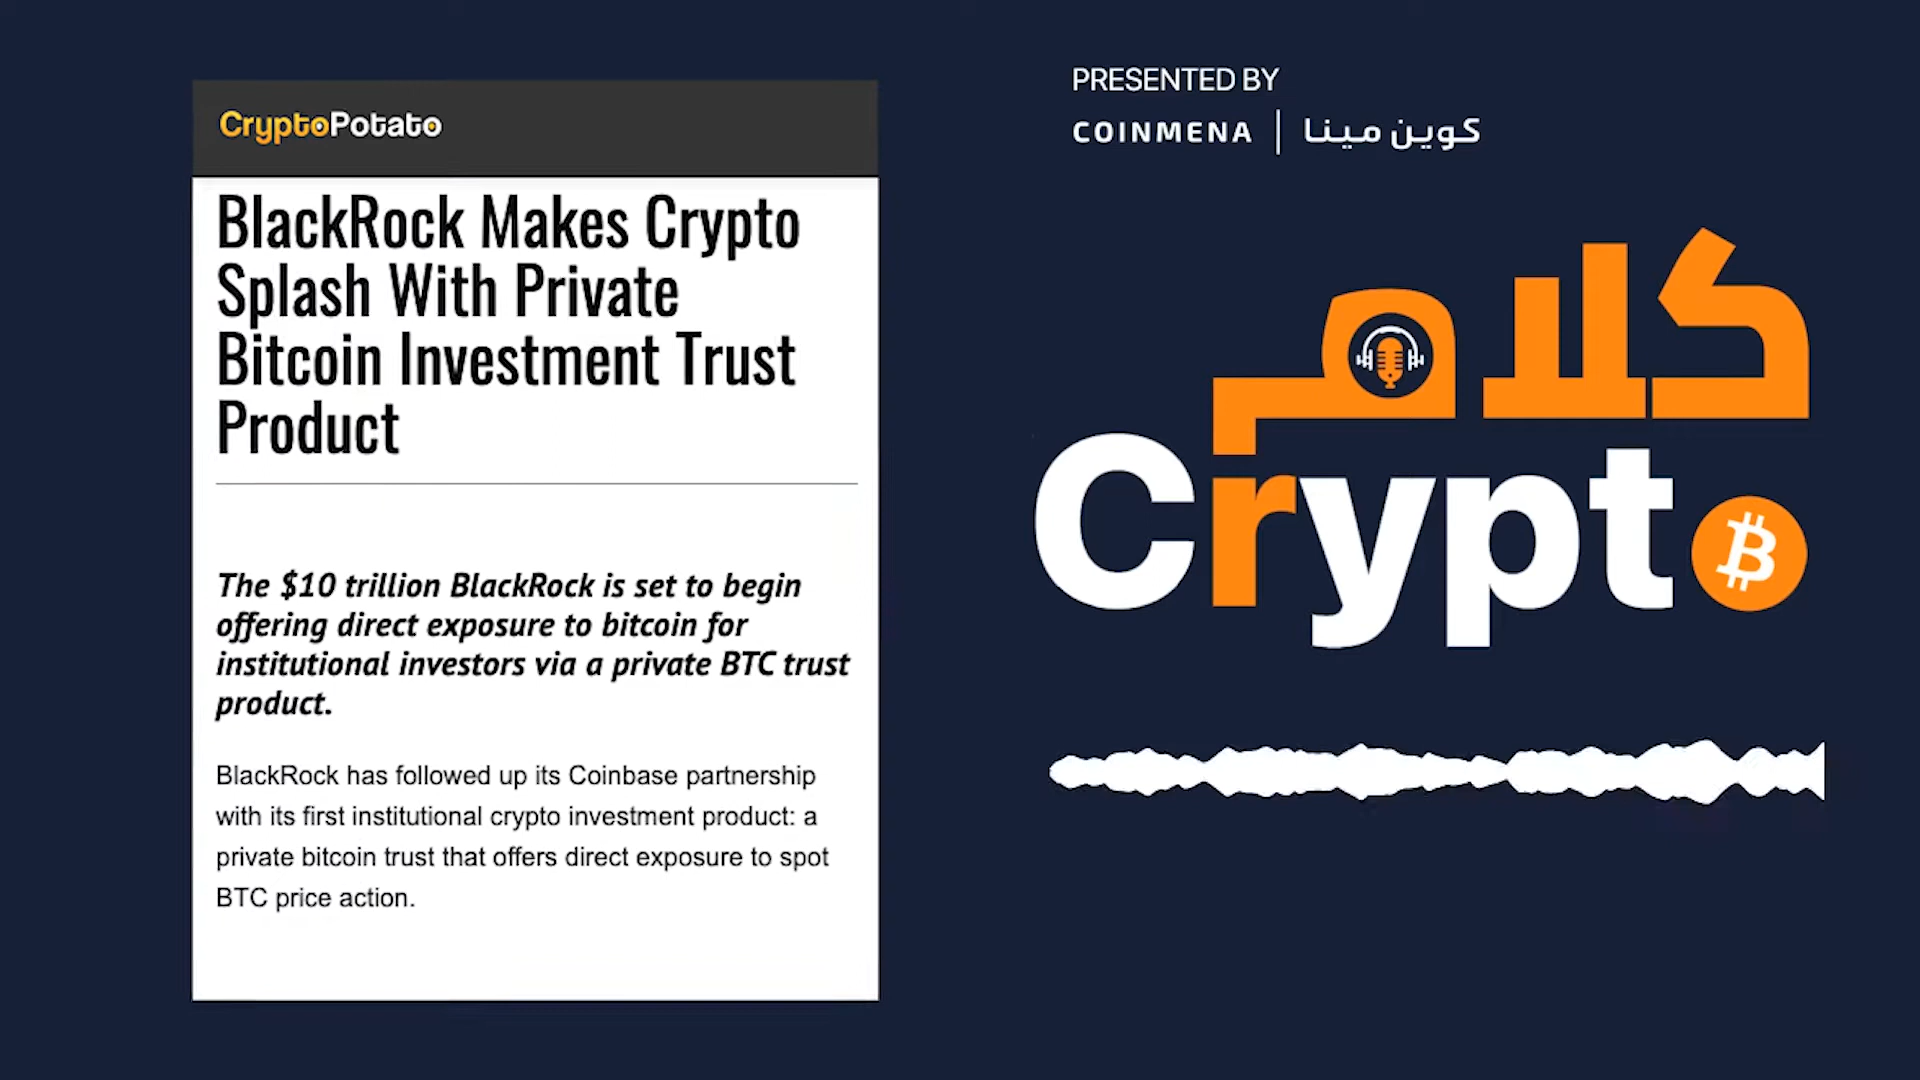 CryptoPotato
BlackRock Makes Crypto
Splash With Private
Bitcoin Investment Trust
Product
The $10 trillion BlackRock is set to begin
offering direct exposure to bitcoin for
institutional investors via a private BTC trust
product.
BlackRock has followed up its Coinbase partnership
with its first institutional crypto investment product: a
private bitcoin trust that offers direct exposure to spot
BTC price action.
PRESENTED BY
COINMENA | كوين مينا
كلام
Crypto